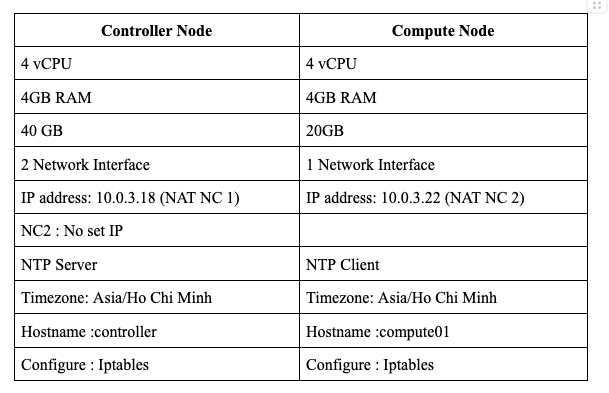 Controller Node Compute Node
4 vCPU 4 vCPU
4GB RAM 4GB RAM
40 GB 20GB
2 Network Interface 1 Network Interface
IP address: 10.0.3.18 (NAT NC 1) IP address: 10.0.3.22 (NAT NC 2)
NC2 : No set IP
NTP Server NTP Client
Timezone: Asia/Ho Chi Minh Timezone: Asia/Ho Chi Minh
Hostname :controller Hostname :compute01
Configure : Iptables Configure : Iptables